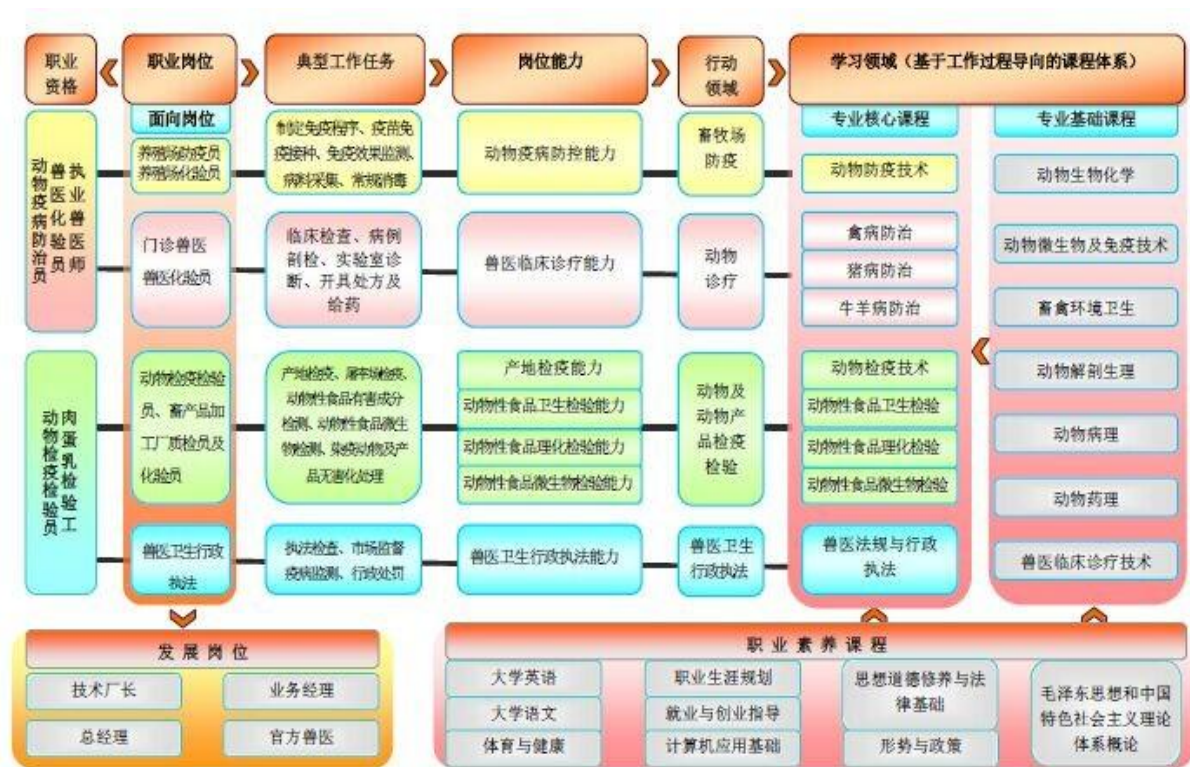 职业
资格
职业岗位
典型工作任务
岗位能力
行动
领域
学习领域（基于工作过程导向的课程体系）
面向岗位
专业核心课程
专业基础课程
执业兽医师
兽医化验员
动物疫病防治员
养殖场防疫员
养殖场化验员
制定免疫程序、疫苗免
疫接种、免疫效果监测、
病料采集、常规消毒
动物疫病防控能力
畜牧场
防疫
动物防疫技术
动物生物化学
门诊兽医
兽医化验员
临床检查、病例
剖检、实验室诊
断、开具处方及
给药
兽医临床诊疗能力
动物
诊疗
禽病防治
猪病防治
牛羊病防治
动物微生物及免疫技术
畜禽环境卫生
肉蛋乳检验工
动物检疫检验员
动物检疫检验
员、畜产品加
工厂质检员及
化验员
产地检疫、屠宰场检疫、
动物性食品有害成分
检测、动物性食品微生
物检测、染疫动物及产
品无害化处理
产地检疫能力
动物性食品卫生检验能力
动物性食品理化检验能力
动物性食品微生物检验能力
动物及
动物产
品检疫
检验
动物检疫技术
动物性食品卫生检验
动物性食品理化检验
动物性食品微生物检验
动物解剖生理
动物病理
动物药理
兽医卫生行政
执法
执法检查、市场监督
疫病监测、行政处罚
兽医卫生行政执法能力
兽医卫生
行政执法
兽医法规与行政
执法
兽医临床诊疗技术
发展岗位
技术厂长
业务经理
总经理
官方兽医
职业素养课程
大学英语
职业生涯规划
思想道德修养与法
律基础
毛泽东思想和中国
特色社会主义理论
体系概论
大学语文
就业与创业指导
体育与健康
计算机应用基础
形势与政策